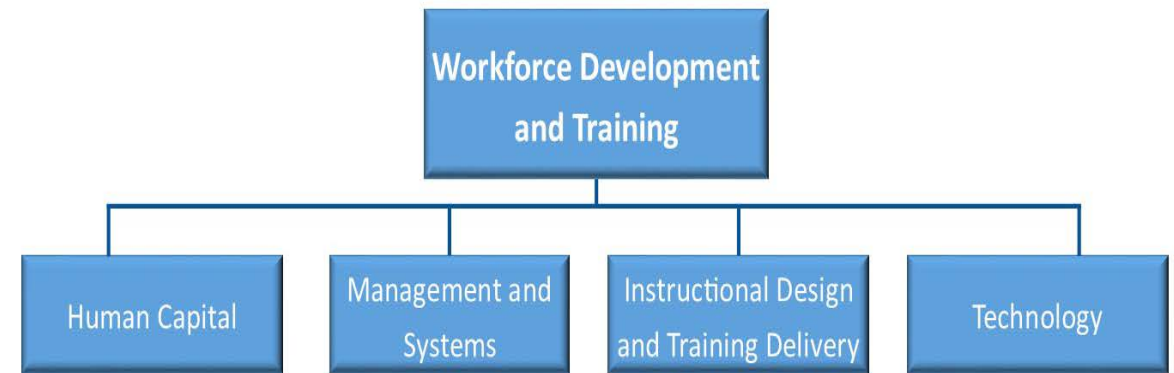 Workforce Development
and Training
Human Capital
Management and
Systems
Instructional Design
and Training Delivery
Technology